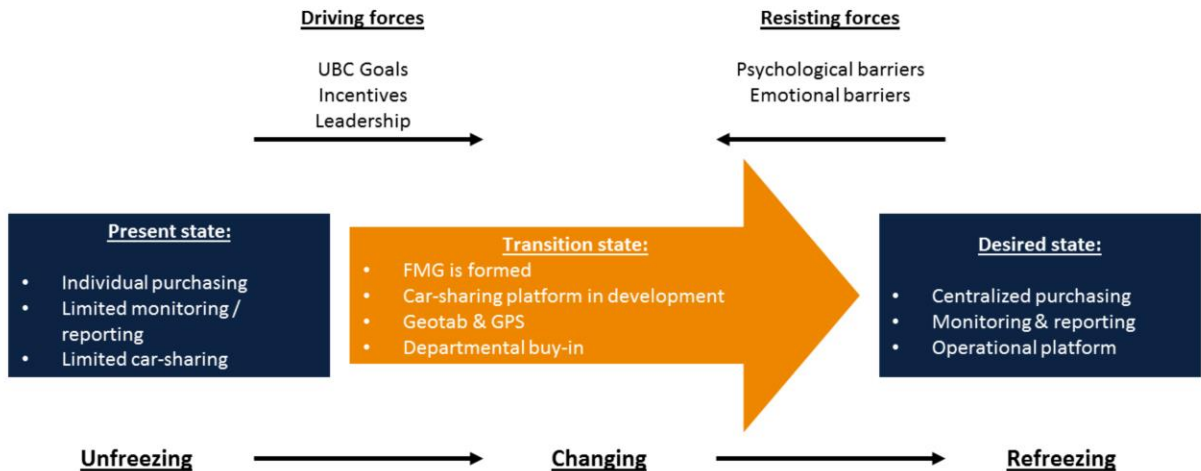 Driving forces
UBC Goals
Incentives
Leadership
Resisting forces
Psychological barriers
Emotional barriers
Present state:
• Individual purchasing
• Limited monitoring /
reporting
• Limited car-sharing
Transition state:
• FMG is formed
• Car-sharing platform in development
• Geotab & GPS
• Departmental buy-in
Desired state:
• Centralized purchasing
• Monitoring & reporting
• Operational platform
Unfreezing
Changing
Refreezing